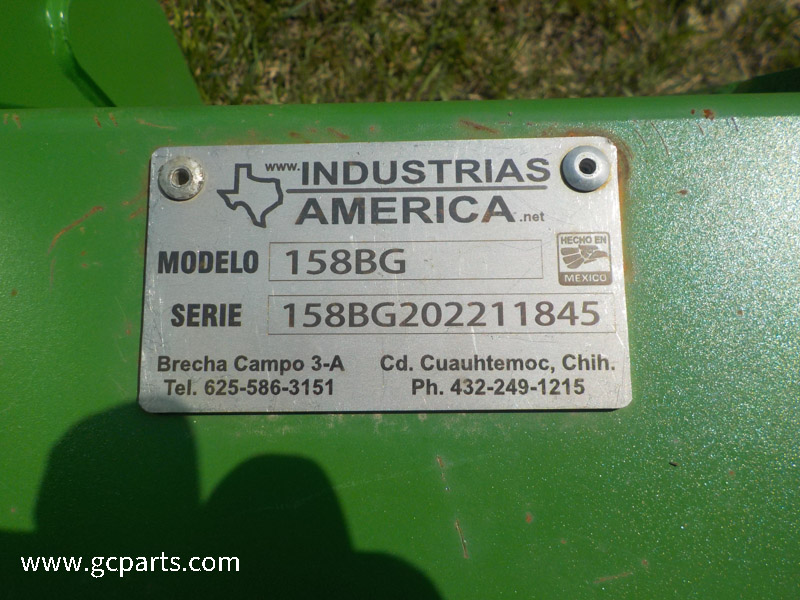 www. INDUSTRIAS
AMERICA .net
MODELO 158BG
HECHO EN
MEXICO
SERIE 158BG202211845
Brecha Campo 3-A Cd. Cuauhtemoc, Chih.
Tel. 625-586-3151 Ph. 432-249-1215
www.gcparts.com